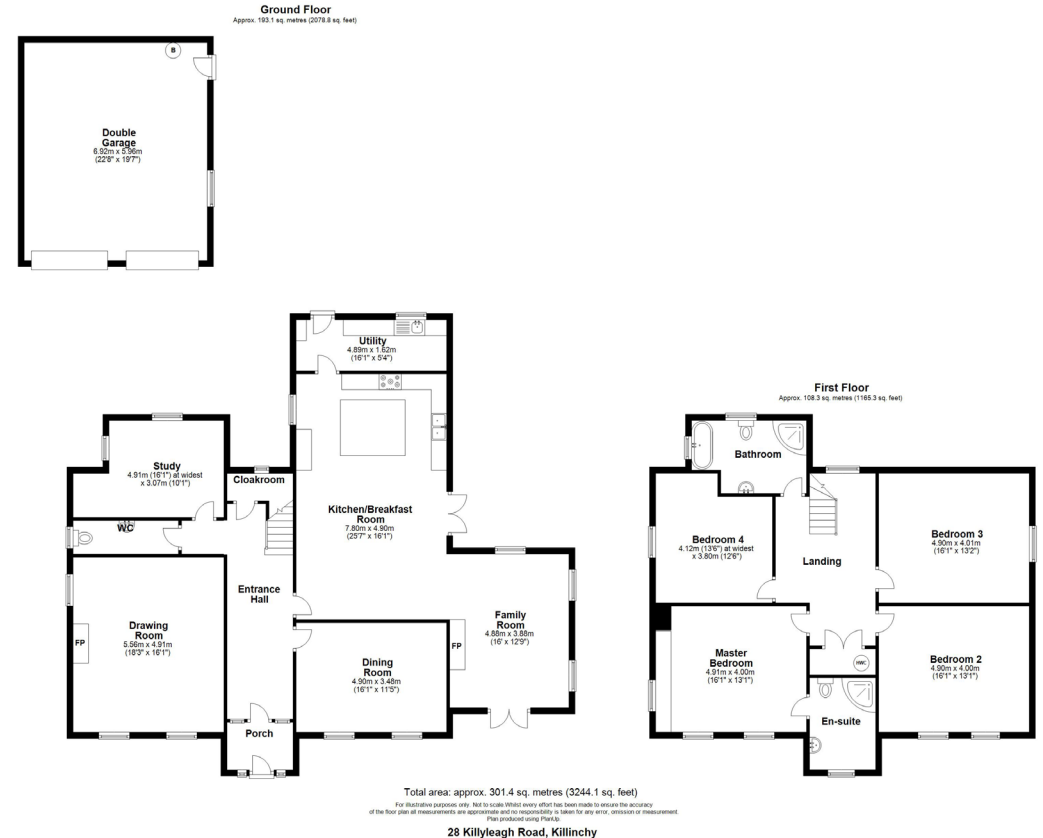 Ground Floor
Approx. 193.1 sq. metres (2078.8 sq. feet)
B
Double
Garage
6.92m x 5.96m
(22'8" x 19'7")
Utility
4.89m x 1.62m
(16'1" x 5'4")
Study
4.91m (16'1") at widest
x 3.07m (10'1")
Cloakroom
WC
Kitchen/Breakfast
Room
7.80m x 4.90m
(25'7" x 16'1")
Entrance
Hall
Drawing
Room
5.56m x 4.91m
(18'3" x 16'1")
FP
Family
Room
4.88m x 3.88m
(16' x 12'9")
FP
Dining
Room
4.90m x 3.48m
(16'1" x 11'5")
Porch
First Floor
Approx. 108.3 sq. metres (1165.3 sq. feet)
Bathroom
Bedroom 4
4.12m (13'6") at widest
x 3.80m (12'6")
Landing
Bedroom 3
4.90m x 4.01m
(16'1" x 13'2")
Master
Bedroom
4.91m x 4.00m
(16'1" x 13'1")
HWC
Bedroom 2
4.90m x 4.00m
(16'1" x 13'1")
En-suite
Total area: approx. 301.4 sq. metres (3244.1 sq. feet)
For illustrative purposes only. Not to scale.Whilst every effort has been made to ensure the accuracy
of the floor plan all measurements are approximate and no responsibility is taken for any error, omission or measurement.
Plan produced using PlanUp.
28 Killyleagh Road, Killinchy